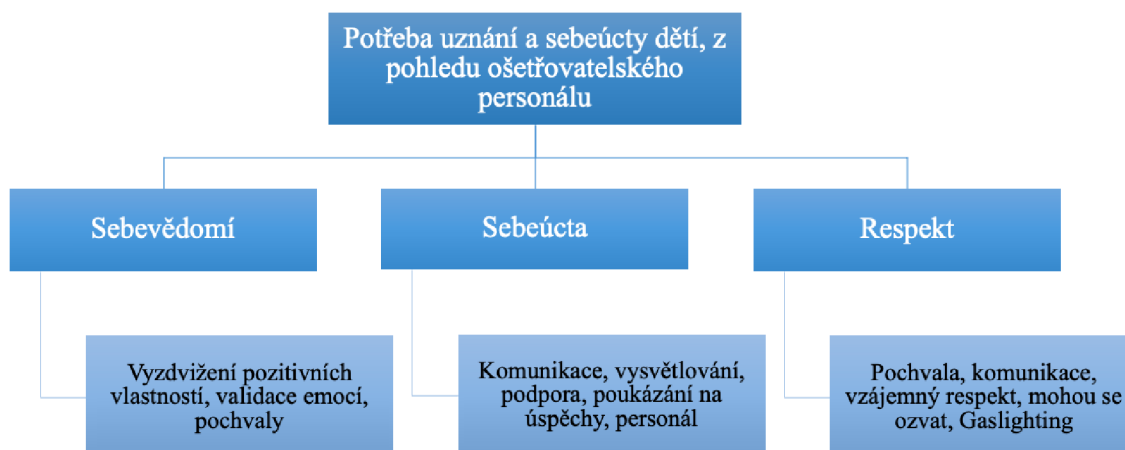 Potřeba uznání a sebeúcty dětí, z
pohledu ošetřovatelského
personálu
Sebevědomí
Sebeúcta
Respekt
Vyzdvižení pozitivních
vlastností, validace emocí,
pochvaly
Komunikace, vysvětlování,
podpora, poukázání na
úspěchy, personál
Pochvala, komunikace,
vzájemný respekt, mohou se
ozvat, Gaslighting